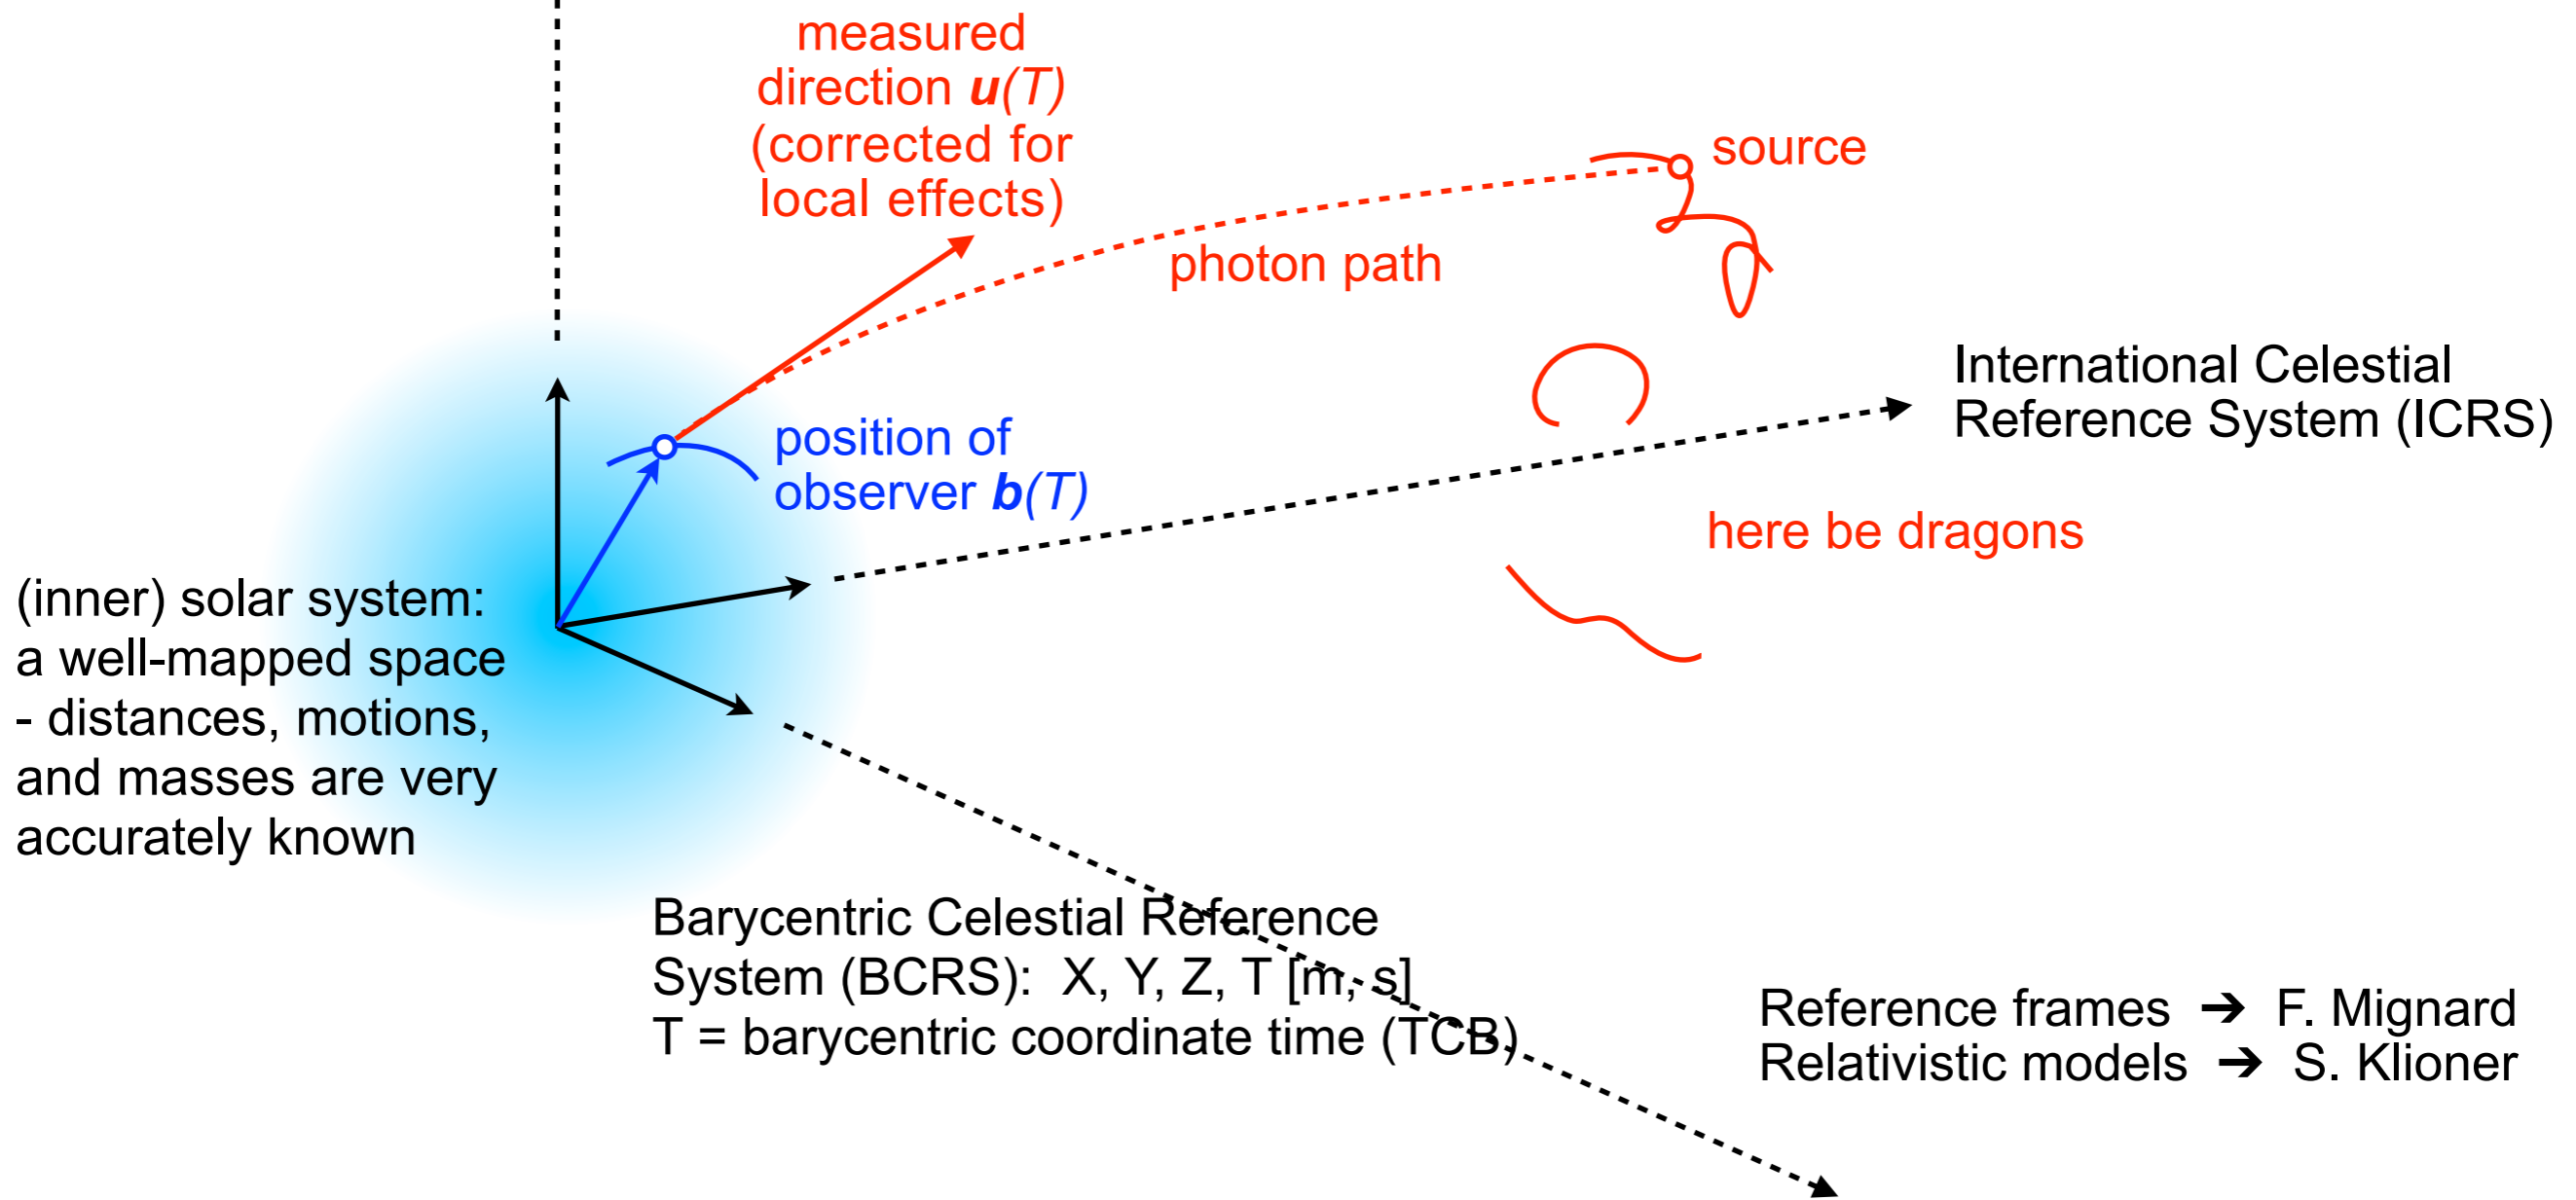 measured
direction u(T)
(corrected for
local effects)
source
photon path
International Celestial
Reference System (ICRS)
position of
observer b(T)
here be dragons
(inner) solar system:
a well-mapped space
- distances, motions,
and masses are very
accurately known
Barycentric Celestial Reference
System (BCRS):  X, Y, Z, T [m, s]
T = barycentric coordinate time (TCB)
Reference frames ➔ F. Mignard
Relativistic models ➔ S. Klioner